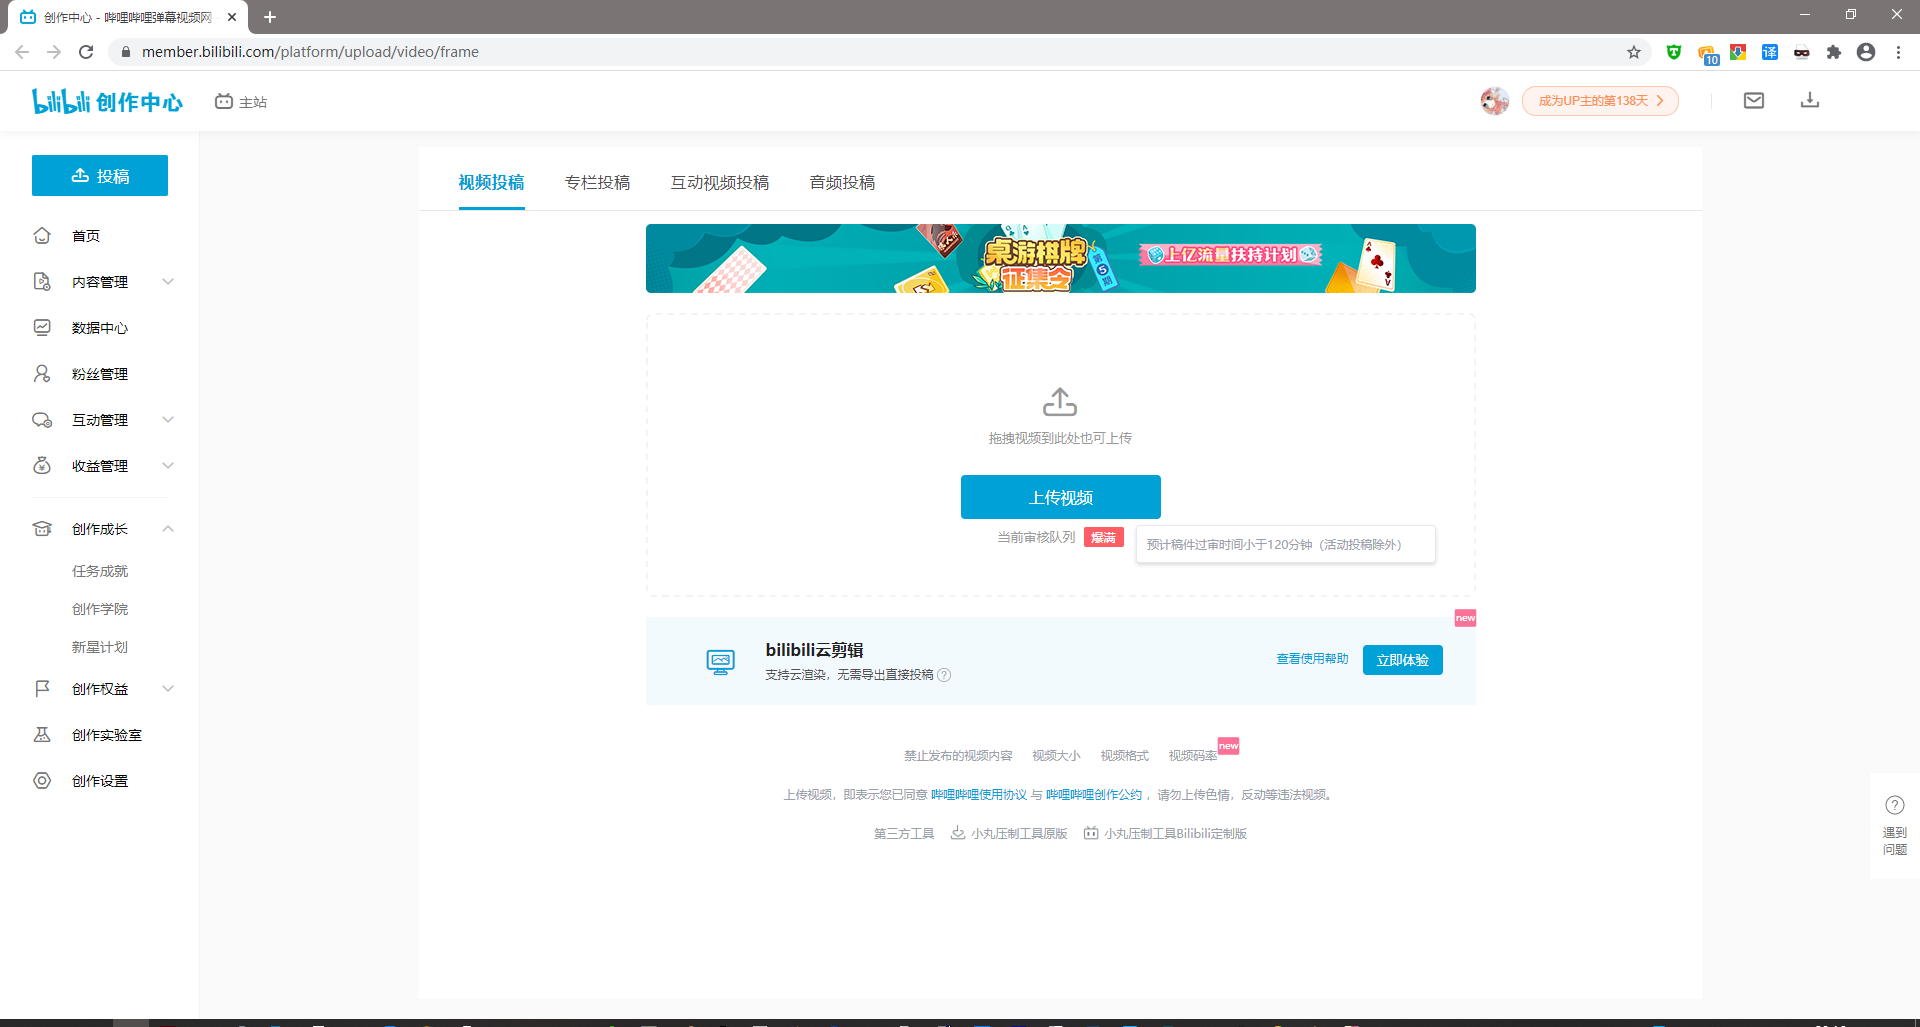 创作中心 - 哔哩哔哩弹幕视频网
member.bilibili.com/platform/upload/video/frame
10
译
bilibili 创作中心
主站
成为UP主的第138天
投稿
首页
内容管理
数据中心
粉丝管理
互动管理
收益管理
创作成长
任务成就
创作学院
新星计划
创作权益
创作实验室
创作设置
视频投稿 专栏投稿 互动视频投稿 音频投稿
桌游棋牌
征集令
第5期
上亿流量扶持计划
拖拽视频到此处也可上传
上传视频
当前审核队列 爆满
预计稿件过审时间小于120分钟（活动投稿除外）
new
bilibili云剪辑
支持云渲染，无需导出直接投稿
查看使用帮助
立即体验
禁止发布的视频内容 视频大小 视频格式 视频码率 new
上传视频，即表示您已同意 哔哩哔哩使用协议 与 哔哩哔哩创作公约 ，请勿上传色情，反动等违法视频。
第三方工具 小丸压制工具原版 小丸压制工具Bilibili定制版
遇到
问题